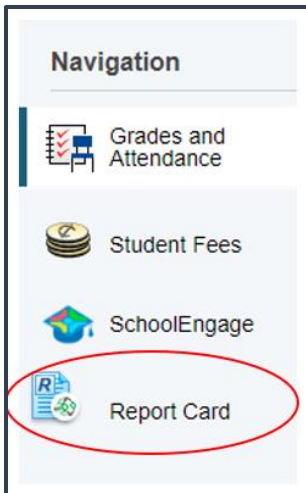 Navigation
Grades and
Attendance
Student Fees
SchoolEngage
R
Report Card